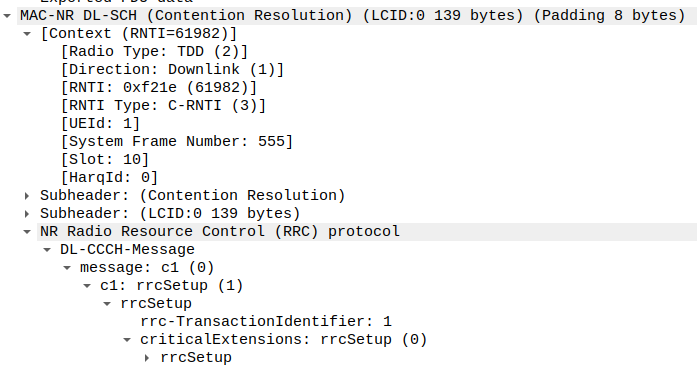 MAC-NR DL-SCH (Contention Resolution) (LCID:0 139 bytes) (Padding 8 bytes)
[Context (RNTI=61982)]
[Radio Type: TDD (2)]
[Direction: Downlink (1)]
[RNTI: 0xf21e (61982)]
[RNTI Type: C-RNTI (3)]
[UEId: 1]
[System Frame Number: 555]
[Slot: 10]
[HarqId: 0]
Subheader: (Contention Resolution)
Subheader: (LCID:0 139 bytes)
NR Radio Resource Control (RRC) protocol
DL-CCCH-Message
message: c1 (0)
c1: rrcSetup (1)
rrcSetup
rrc-TransactionIdentifier: 1
criticalExtensions: rrcSetup (0)
rrcSetup